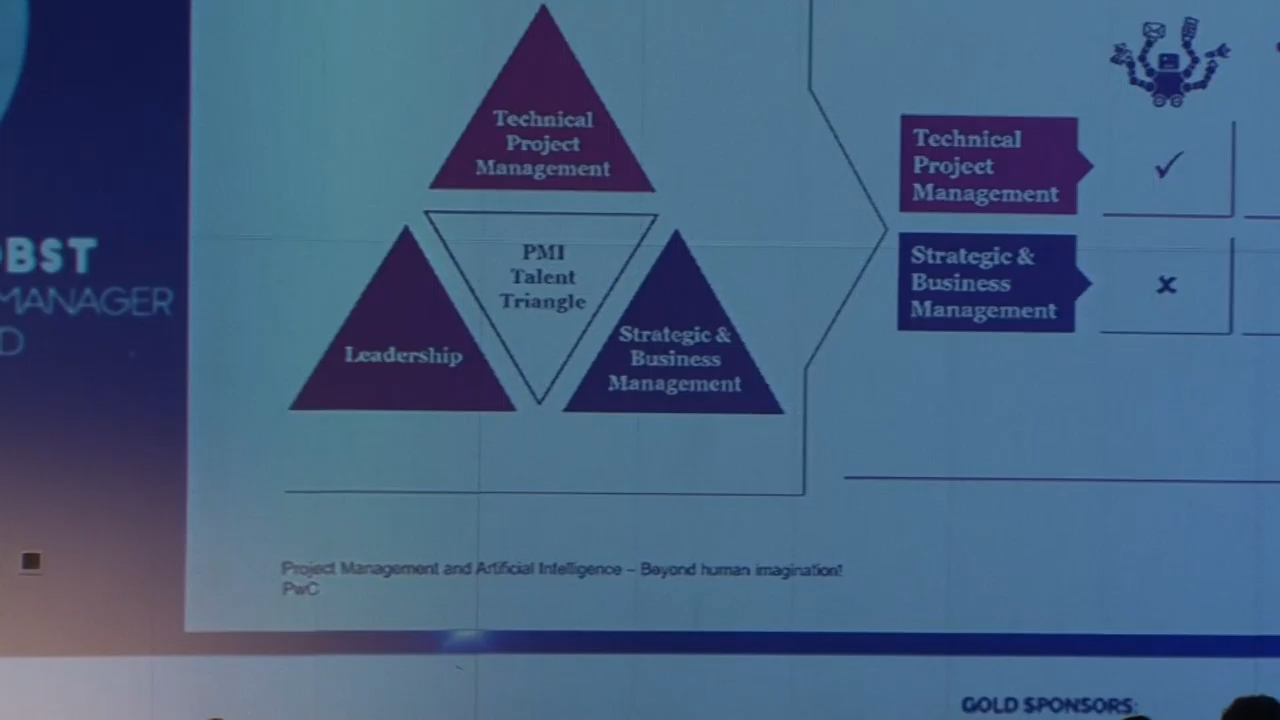 OBST
MANAGER
D
Technical
Project
Management
PMI
Talent
Triangle
Leadership
Strategic &
Business
Management
Technical
Project
Management
Strategic &
Business
Management
Project Management and Artificial Intelligence – Beyond human imagination!
PwC
GOLD SPONSORS: